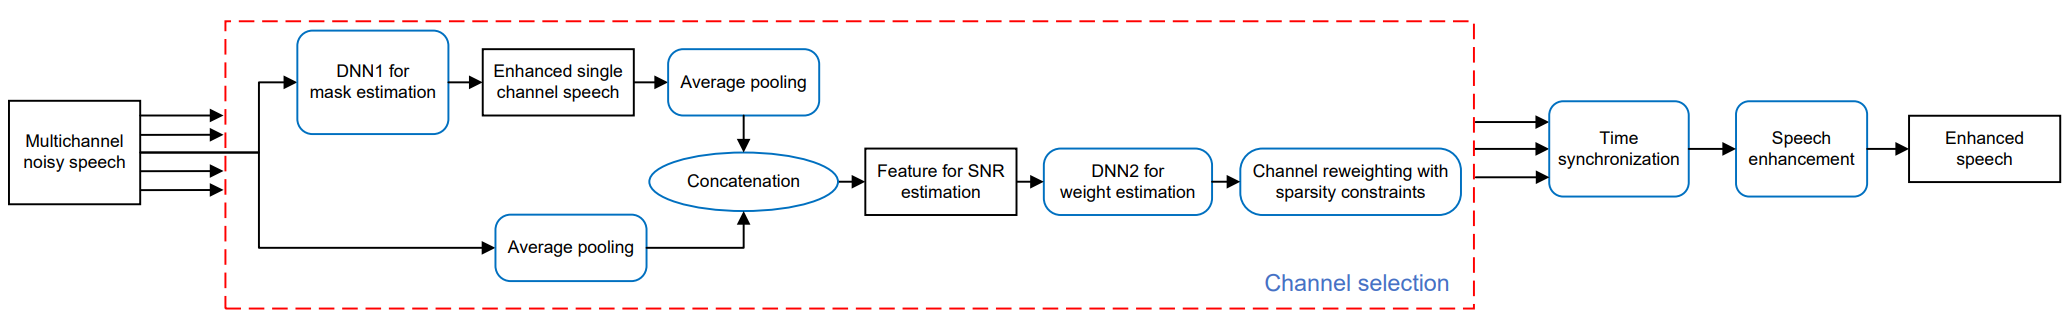 Multichannel
noisy speech
DNN1 for
mask estimation
Enhanced single
channel speech
Average pooling
Average pooling
Concatenation
Feature for SNR
estimation
DNN2 for
weight estimation
Channel reweighting with
sparsity constraints
Channel selection
Time
synchronization
Speech
enhancement
Enhanced
speech